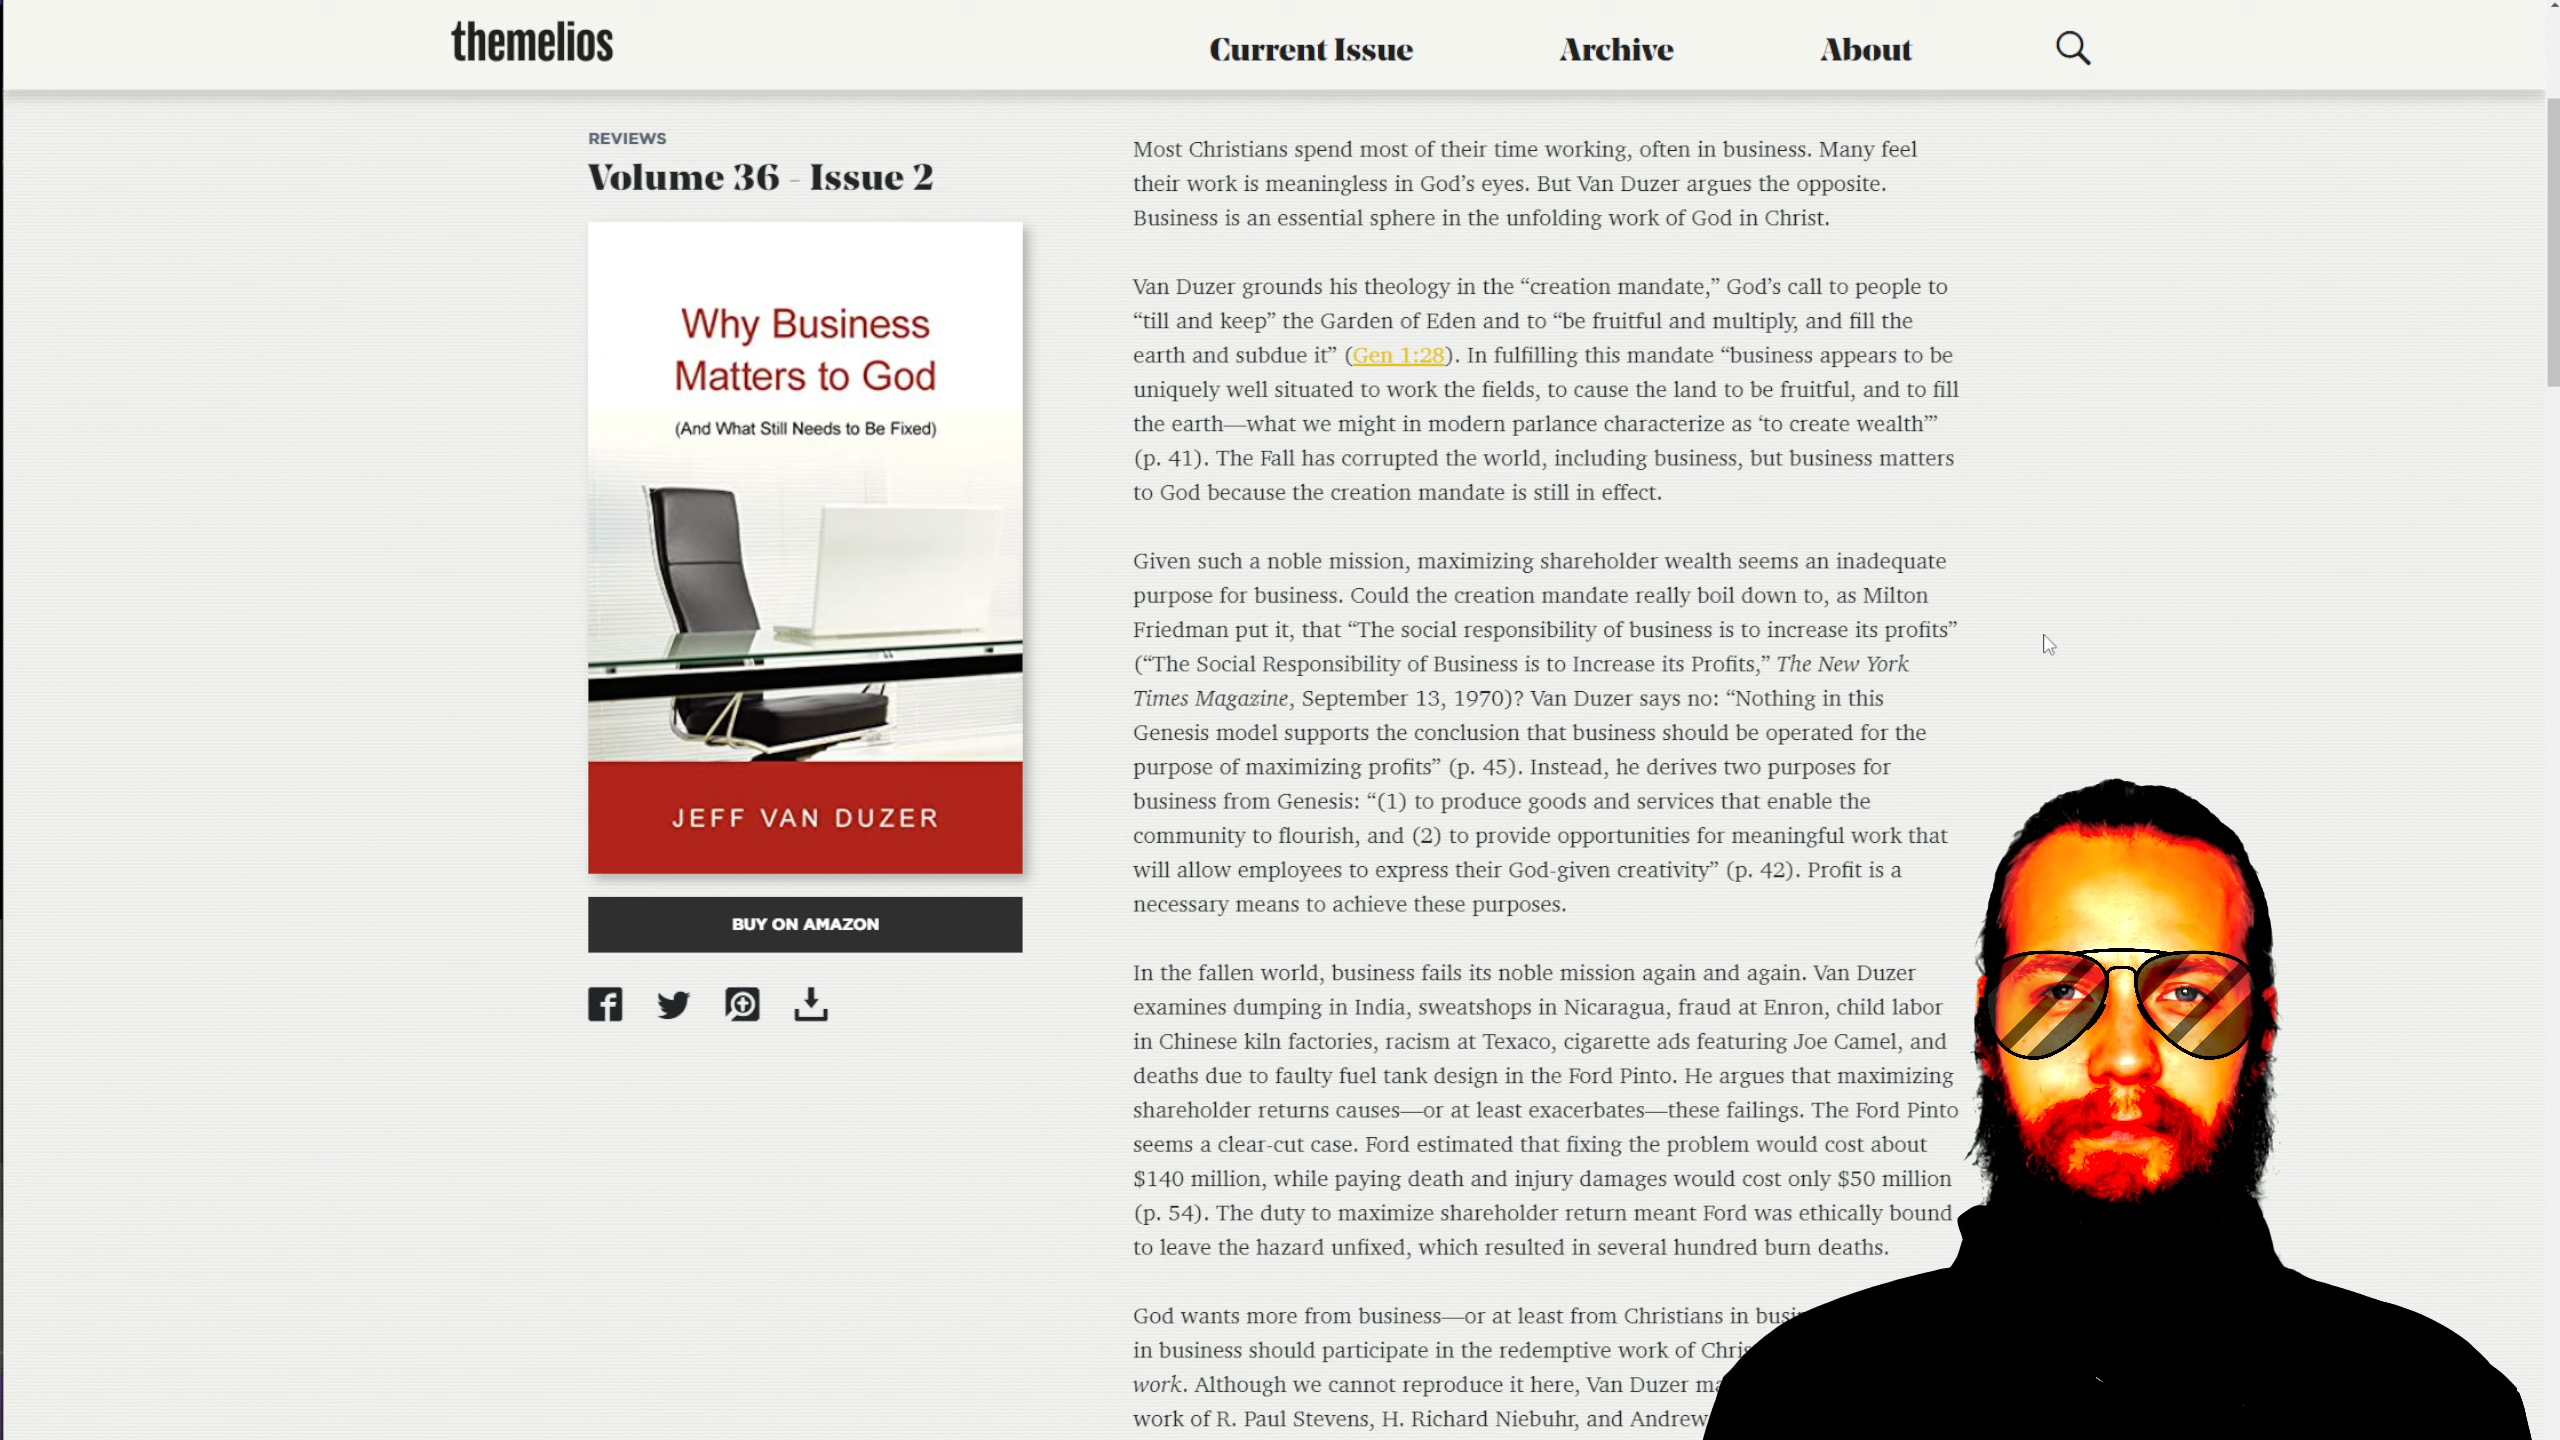 themelios
Current Issue
Archive
About
REVIEWS
Volume 36 - Issue 2
Why Business
Matters to God
(And What Still Needs to Be Fixed)
JEFF VAN DUZER
BUY ON AMAZON
Most Christians spend most of their time working, often in business. Many feel
their work is meaningless in God’s eyes. But Van Duzer argues the opposite.
Business is an essential sphere in the unfolding work of God in Christ.
Van Duzer grounds his theology in the “creation mandate,” God’s call to people to
“till and keep” the Garden of Eden and to “be fruitful and multiply, and fill the
earth and subdue it” (Gen 1:28). In fulfilling this mandate “business appears to be
uniquely well situated to work the fields, to cause the land to be fruitful, and to fill
the earth—what we might in modern parlance characterize as ‘to create wealth’”
(p. 41). The Fall has corrupted the world, including business, but business matters
to God because the creation mandate is still in effect.
Given such a noble mission, maximizing shareholder wealth seems an inadequate
purpose for business. Could the creation mandate really boil down to, as Milton
Friedman put it, that “The social responsibility of business is to increase its profits”
(“The Social Responsibility of Business is to Increase its Profits,” The New York
Times Magazine, September 13, 1970)? Van Duzer says no: “Nothing in this
Genesis model supports the conclusion that business should be operated for the
purpose of maximizing profits” (p. 45). Instead, he derives two purposes for
business from Genesis: “(1) to produce goods and services that enable the
community to flourish, and (2) to provide opportunities for meaningful work that
will allow employees to express their God-given creativity” (p. 42). Profit is a
necessary means to achieve these purposes.
In the fallen world, business fails its noble mission again and again. Van Duzer
examines dumping in India, sweatshops in Nicaragua, fraud at Enron, child labor
in Chinese kiln factories, racism at Texaco, cigarette ads featuring Joe Camel, and
deaths due to faulty fuel tank design in the Ford Pinto. He argues that maximizing
shareholder returns causes—or at least exacerbates—these failings. The Ford Pinto
seems a clear-cut case. Ford estimated that fixing the problem would cost about
$140 million, while paying death and injury damages would cost only $50 million
(p. 54). The duty to maximize shareholder return meant Ford was ethically bound
to leave the hazard unfixed, which resulted in several hundred burn deaths.
God wants more from business—or at least from Christians in
in business should participate in the redemptive work of
work. Although we cannot reproduce it here, Van Duzer
work of R. Paul Stevens, H. Richard Niebuhr, and Andrew